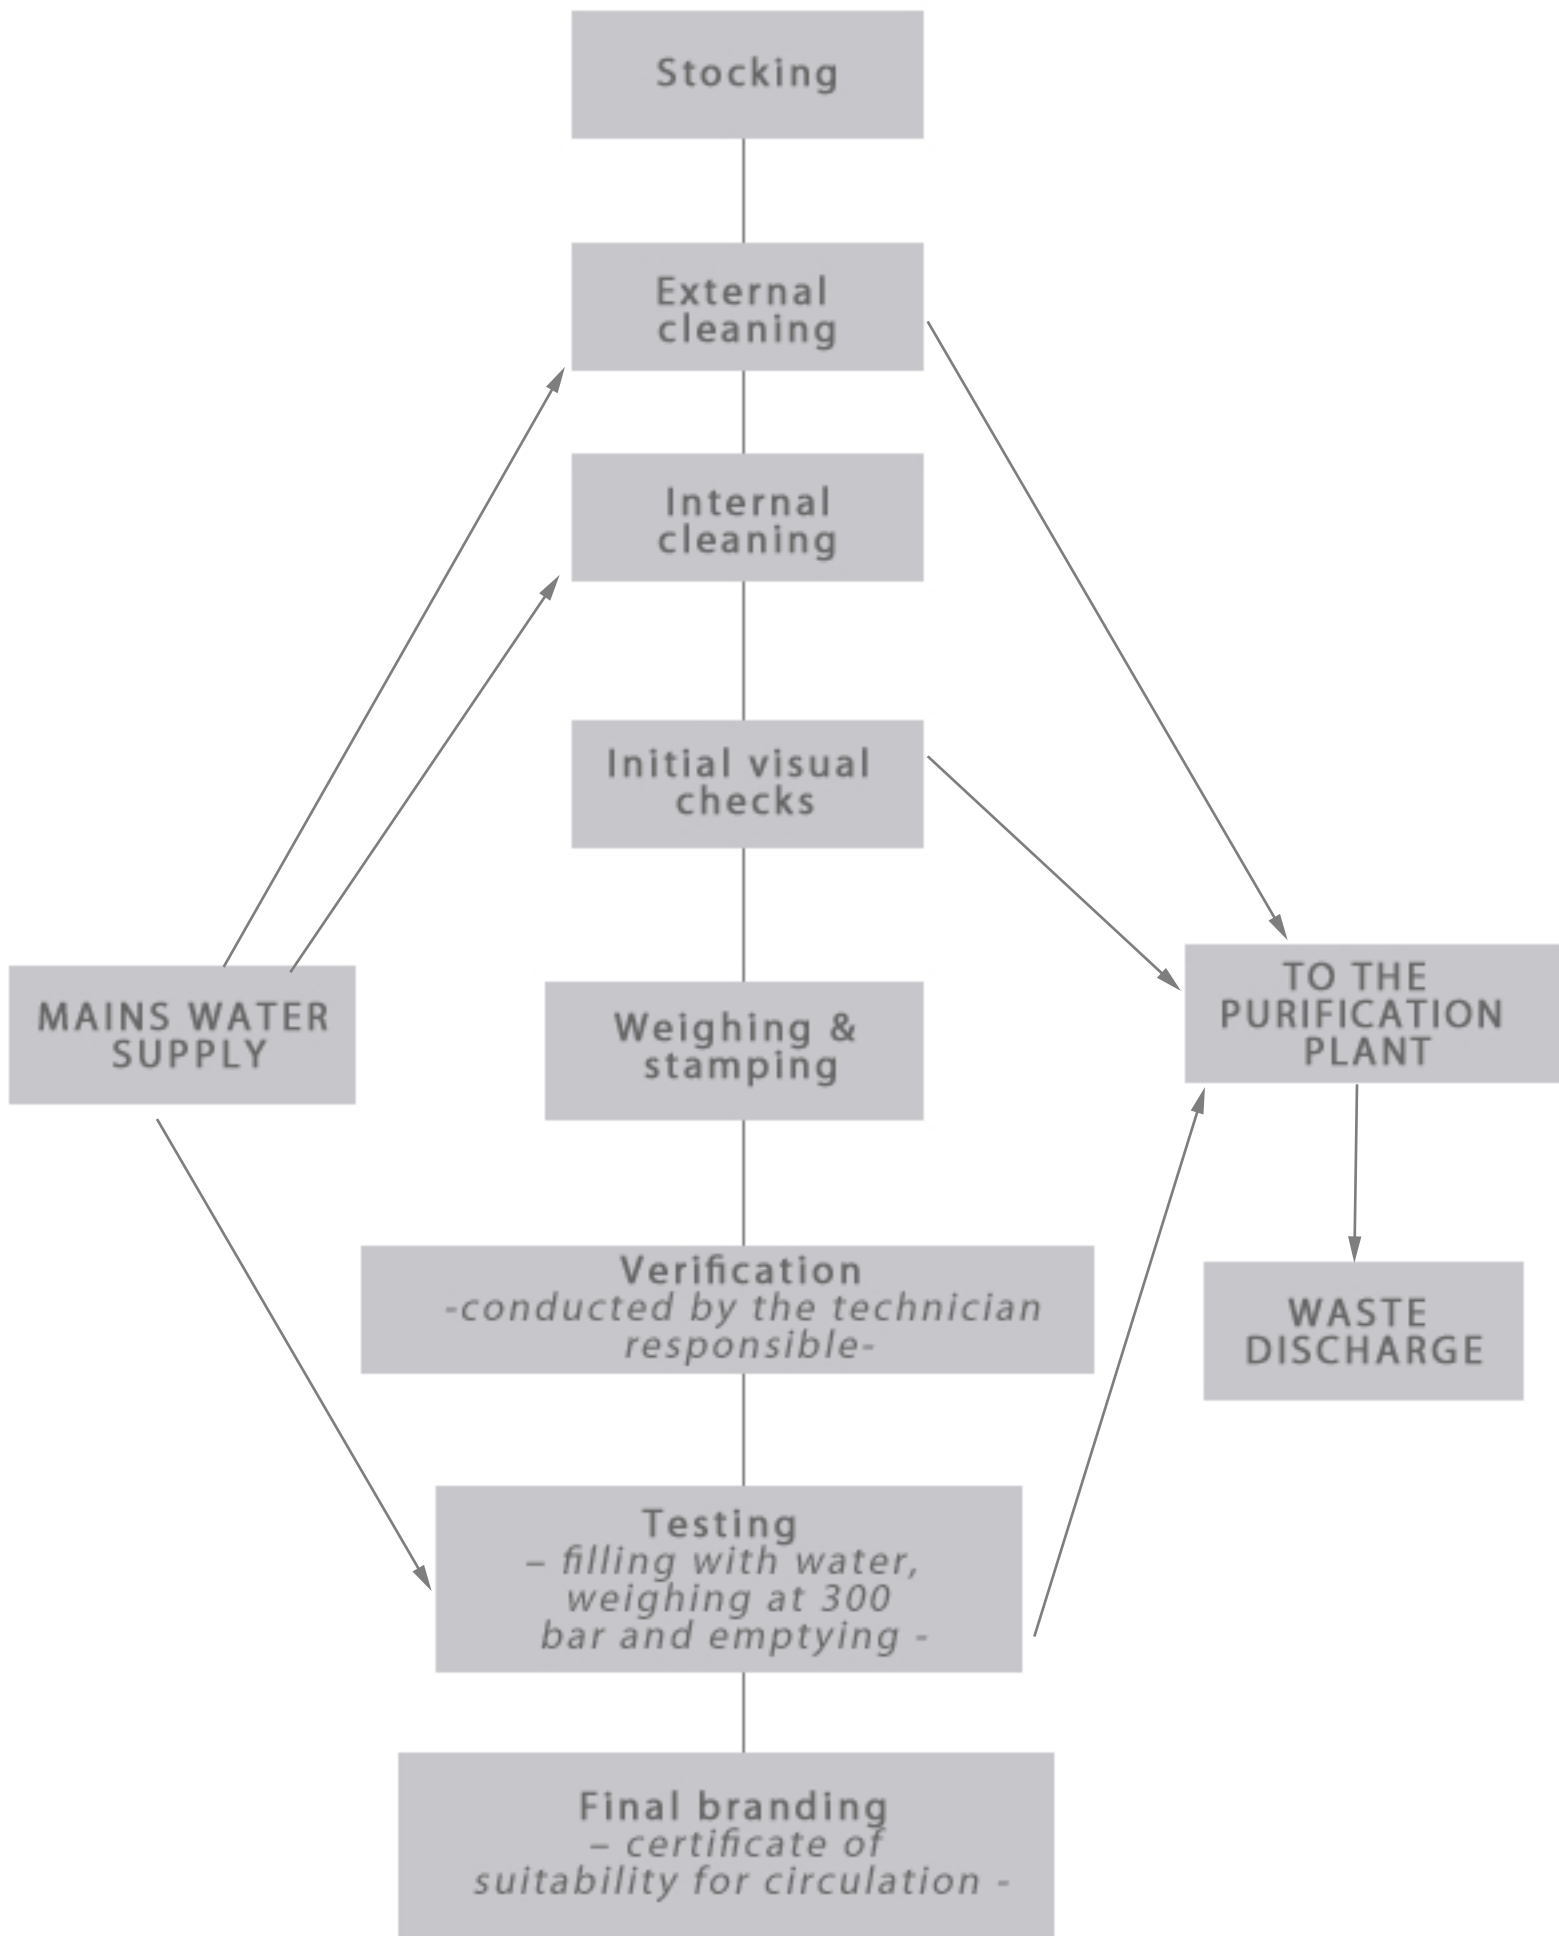 Stocking
External
cleaning
Internal
cleaning
Initial visual
checks
MAINS WATER
SUPPLY
Weighing &
stamping
TO THE
PURIFICATION
PLANT
Verification
-conducted by the technician
responsible-
WASTE
DISCHARGE
Testing
– filling with water,
weighing at 300
bar and emptying -
Final branding
– certificate of
suitability for circulation -